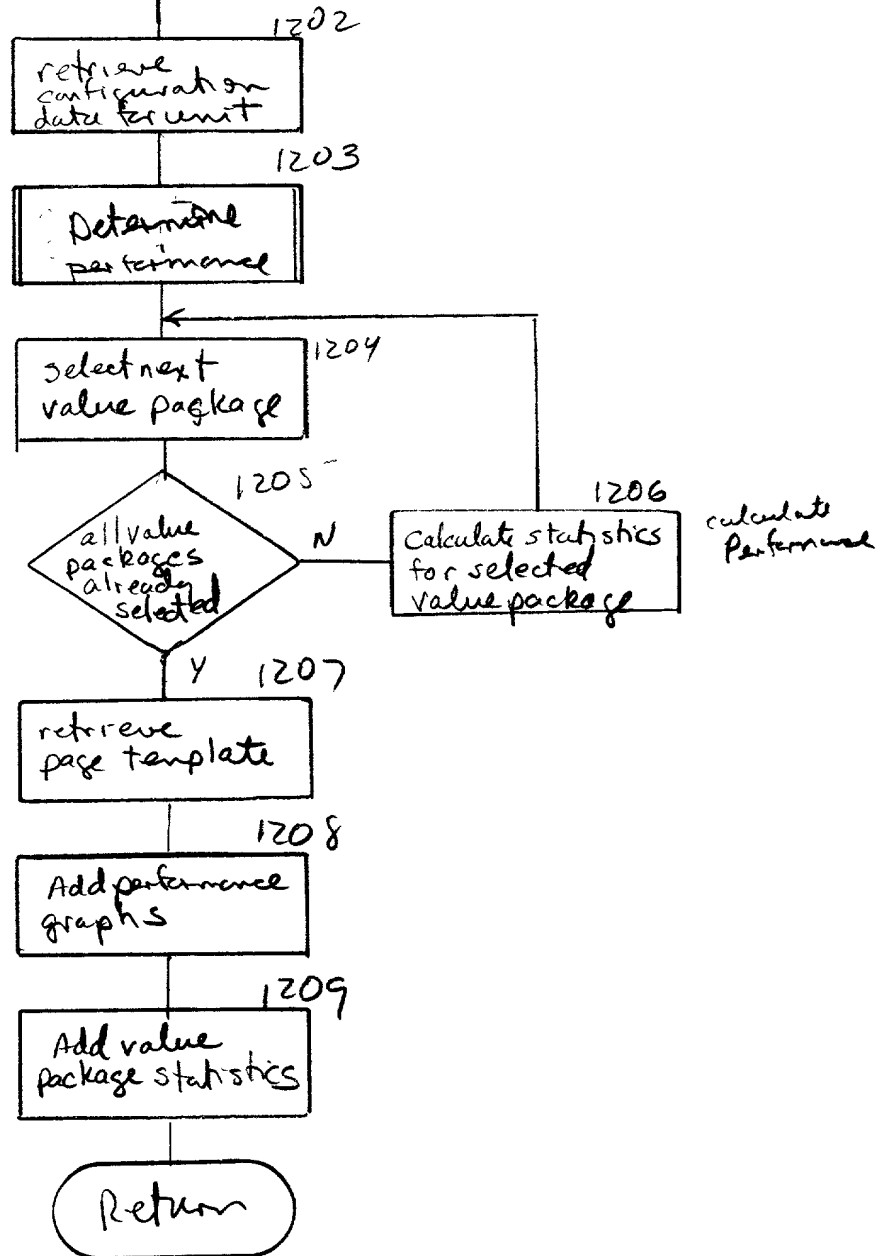 1202
retrieve
configuration
data for unit
1203
Determine
performance
1204
select next
value package
1205
all value
packages
already
selected
N
1206
calculate statistics
for selected
value package
calculate
Performance
Y
1207
retrieve
page template
1208
Add performance
graphs
1209
Add value
package statistics
Return